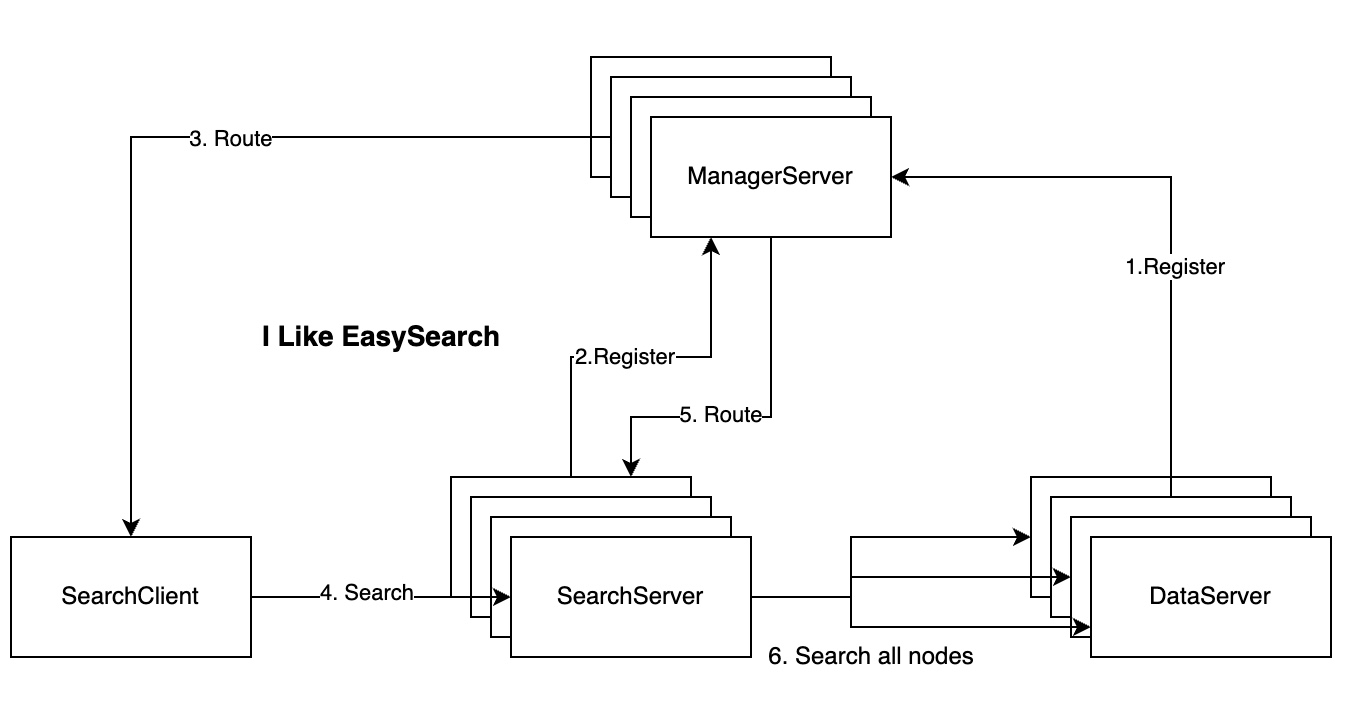 3. Route
ManagerServer
1.Register
I Like EasySearch
2.Register
5. Route
SearchClient
4. Search
SearchServer
DataServer
6. Search all nodes